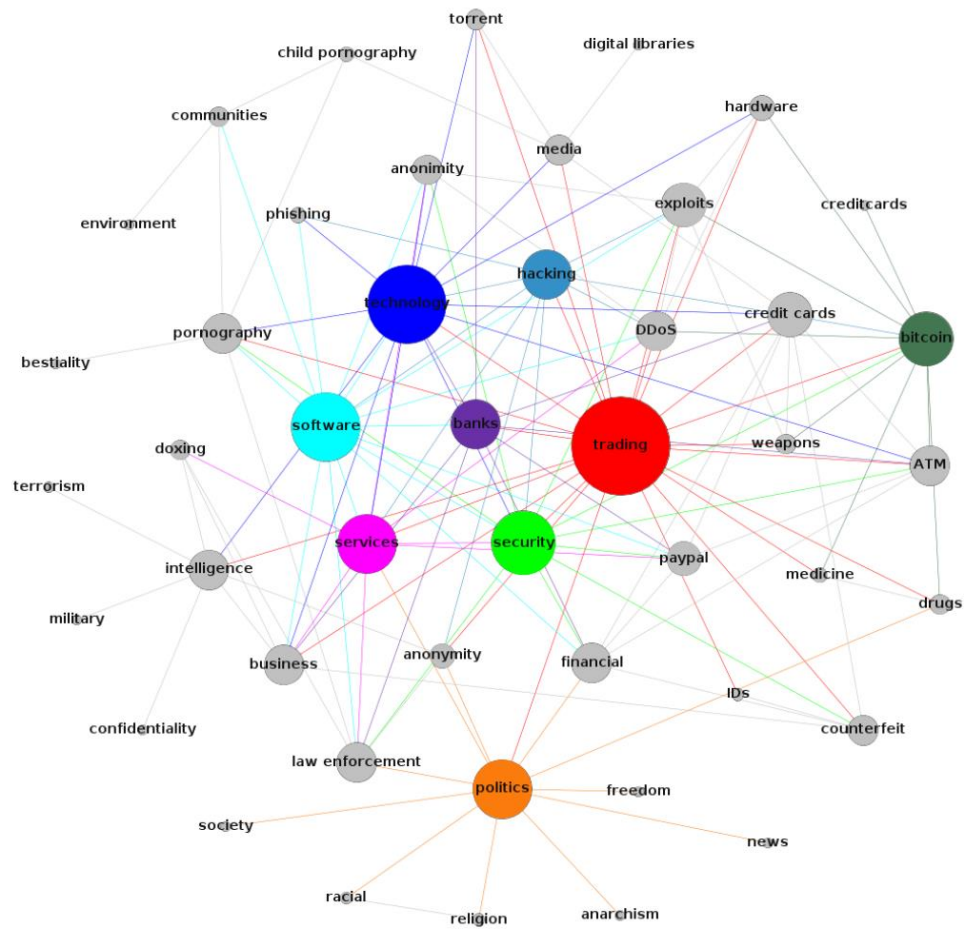 torrent
digital libraries
child pornography
hardware
communities
media
anonimity
exploits
creditcards
phishing
environment
hacking
technology
credit cards
DDoS
pornography
bitcoin
bestiality
software
banks
trading
weapons
doxing
ATM
terrorism
services
security
paypal
intelligence
medicine
drugs
military
business
anonymity
financial
IDs
confidentiality
counterfeit
law enforcement
politics
freedom
society
news
racial
religion
anarchism